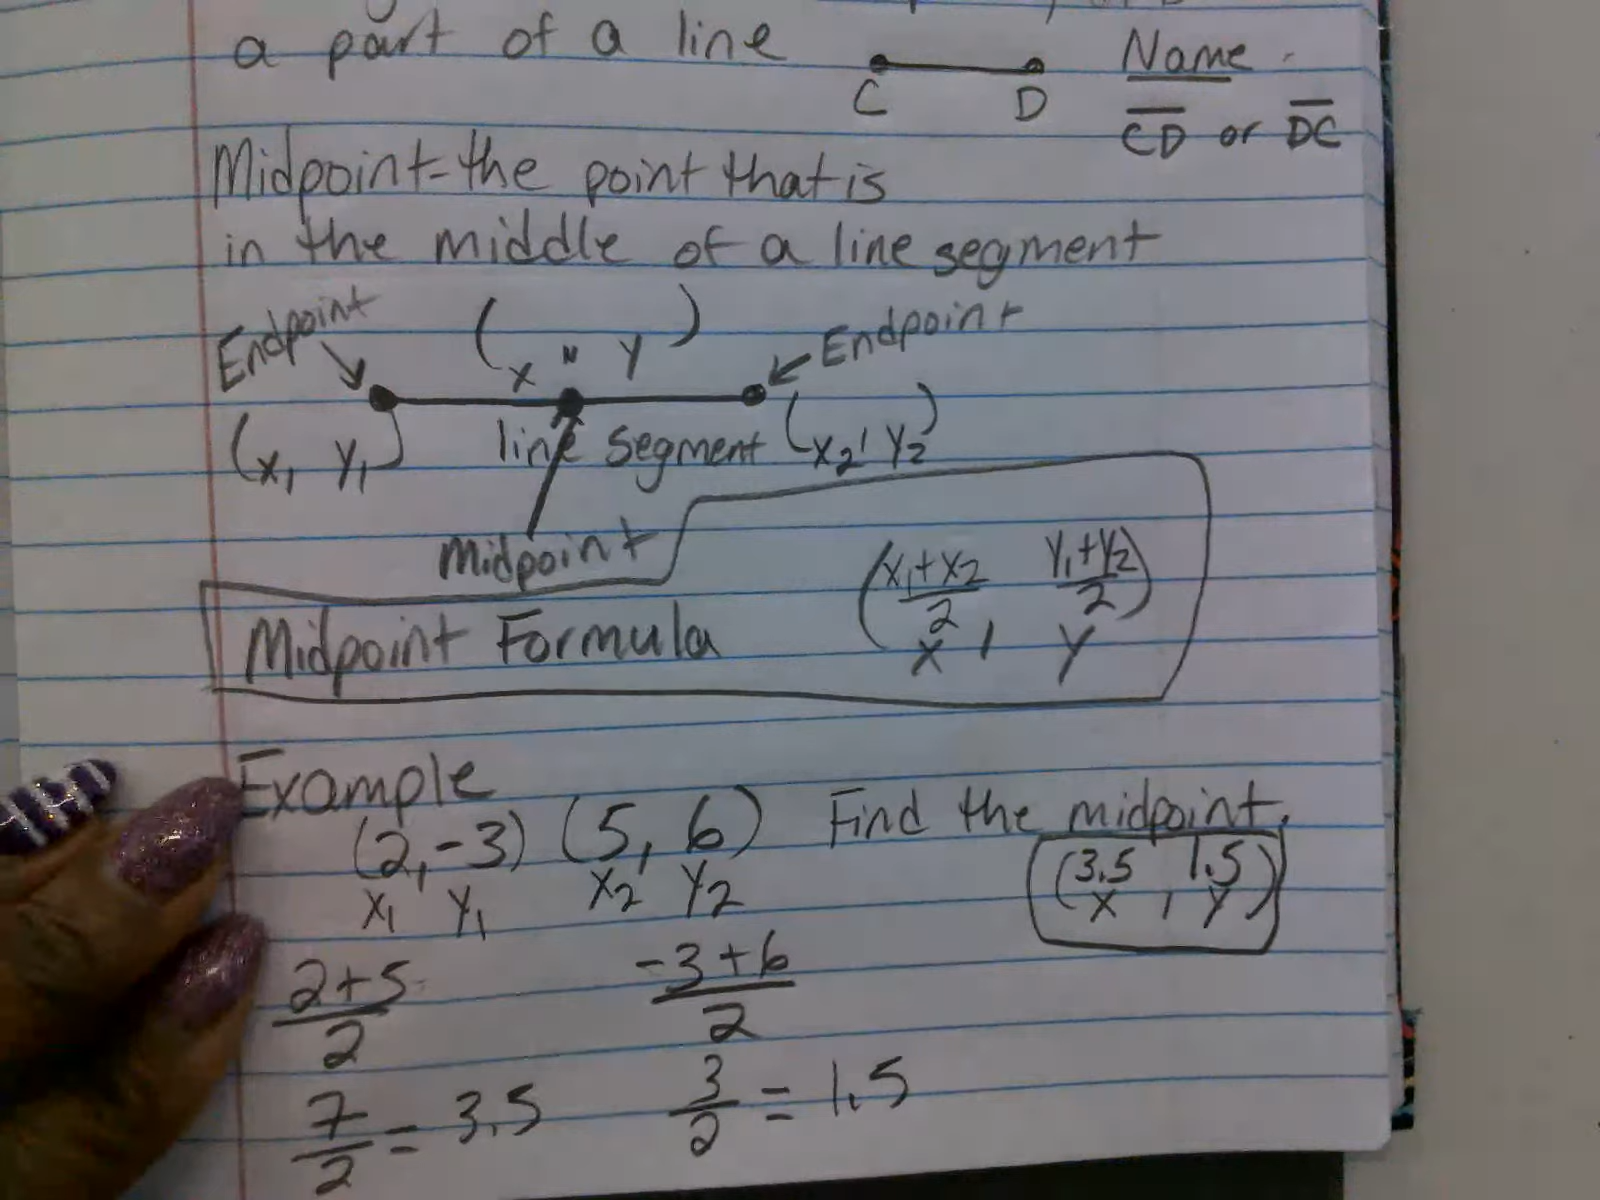 a part of a line
C D
Name
CD or DC
Midpoint - the point that is
in the middle of a line segment
Endpoint
( x , y )
Endpoint
(x₁ y₁)
line segment
(x₂, y₂)
Midpoint
Midpoint Formula
(x₁+x₂/2 , y₁+y₂/2)
x y
Example
(2, -3) (5, 6) Find the midpoint.
x₁ y₁ x₂ y₂
(3.5 , 1.5)
x y
2+5/2 -3+6/2
7/2 = 3.5 3/2 = 1.5